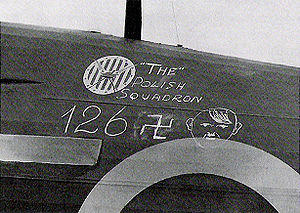 "THE"
POLISH
SQUADRON
126